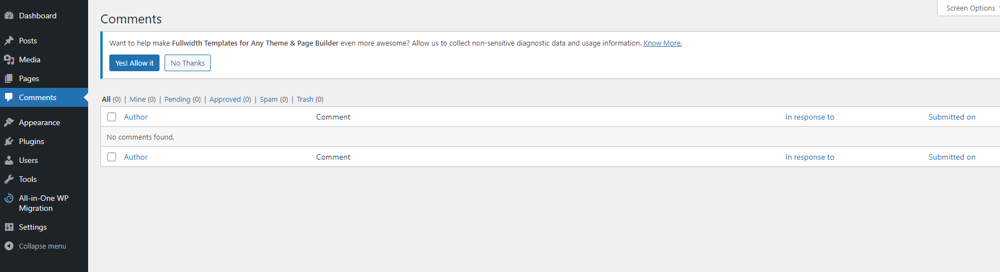 Dashboard
Posts
Media
Pages
Comments
Appearance
Plugins
Users
Tools
All-in-One WP
Migration
Settings
Collapse menu
Screen Options
Comments
Want to help make Fullwidth Templates for Any Theme & Page Builder even more awesome? Allow us to collect non-sensitive diagnostic data and usage information. Know More.
Yes! Allow it No Thanks
All (0) | Mine (0) | Pending (0) | Approved (0) | Spam (0) | Trash (0)
Author Comment In response to Submitted on
No comments found.
Author Comment In response to Submitted on